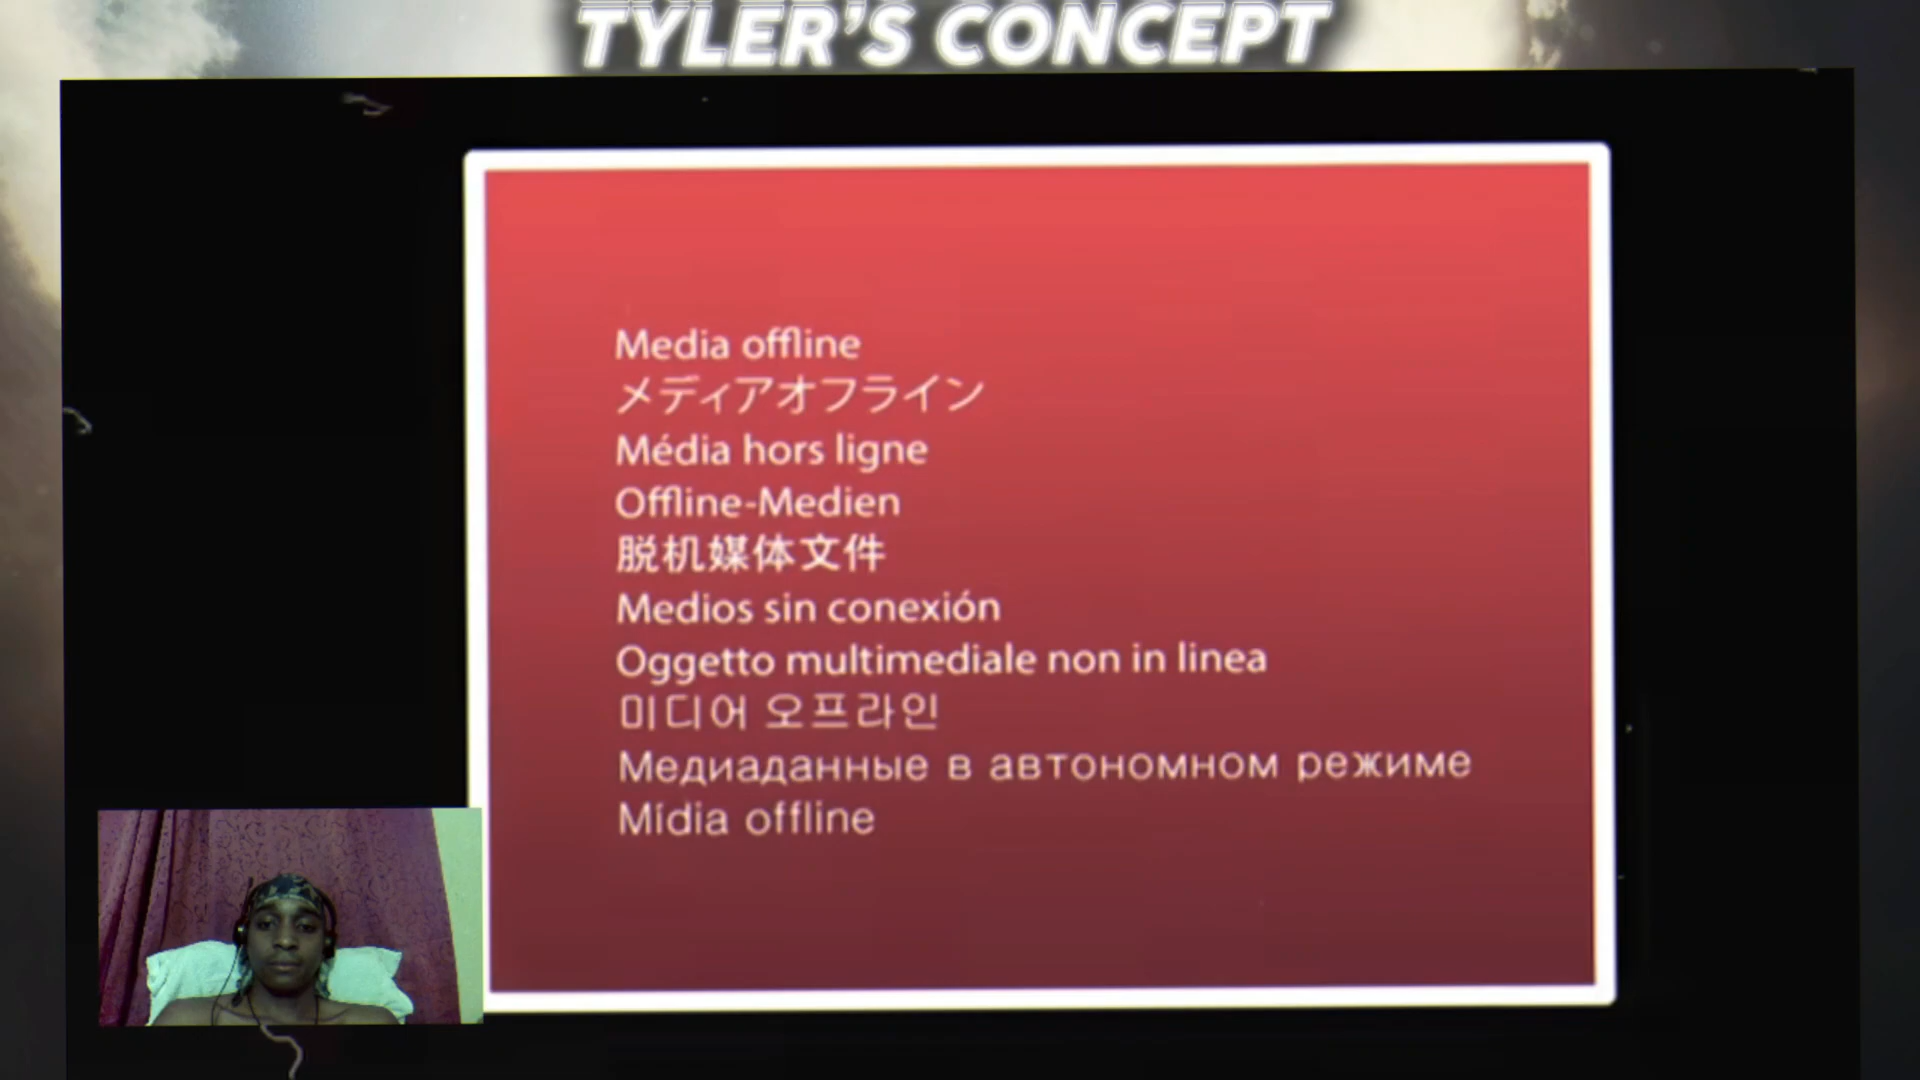 TYLER'S CONCEPT
Media offline
メディアオフライン
Média hors ligne
Offline-Medien
脱机媒体文件
Medios sin conexión
Oggetto multimediale non in linea
미디어 오프라인
Медиаданные в автономном режиме
Mídia offline